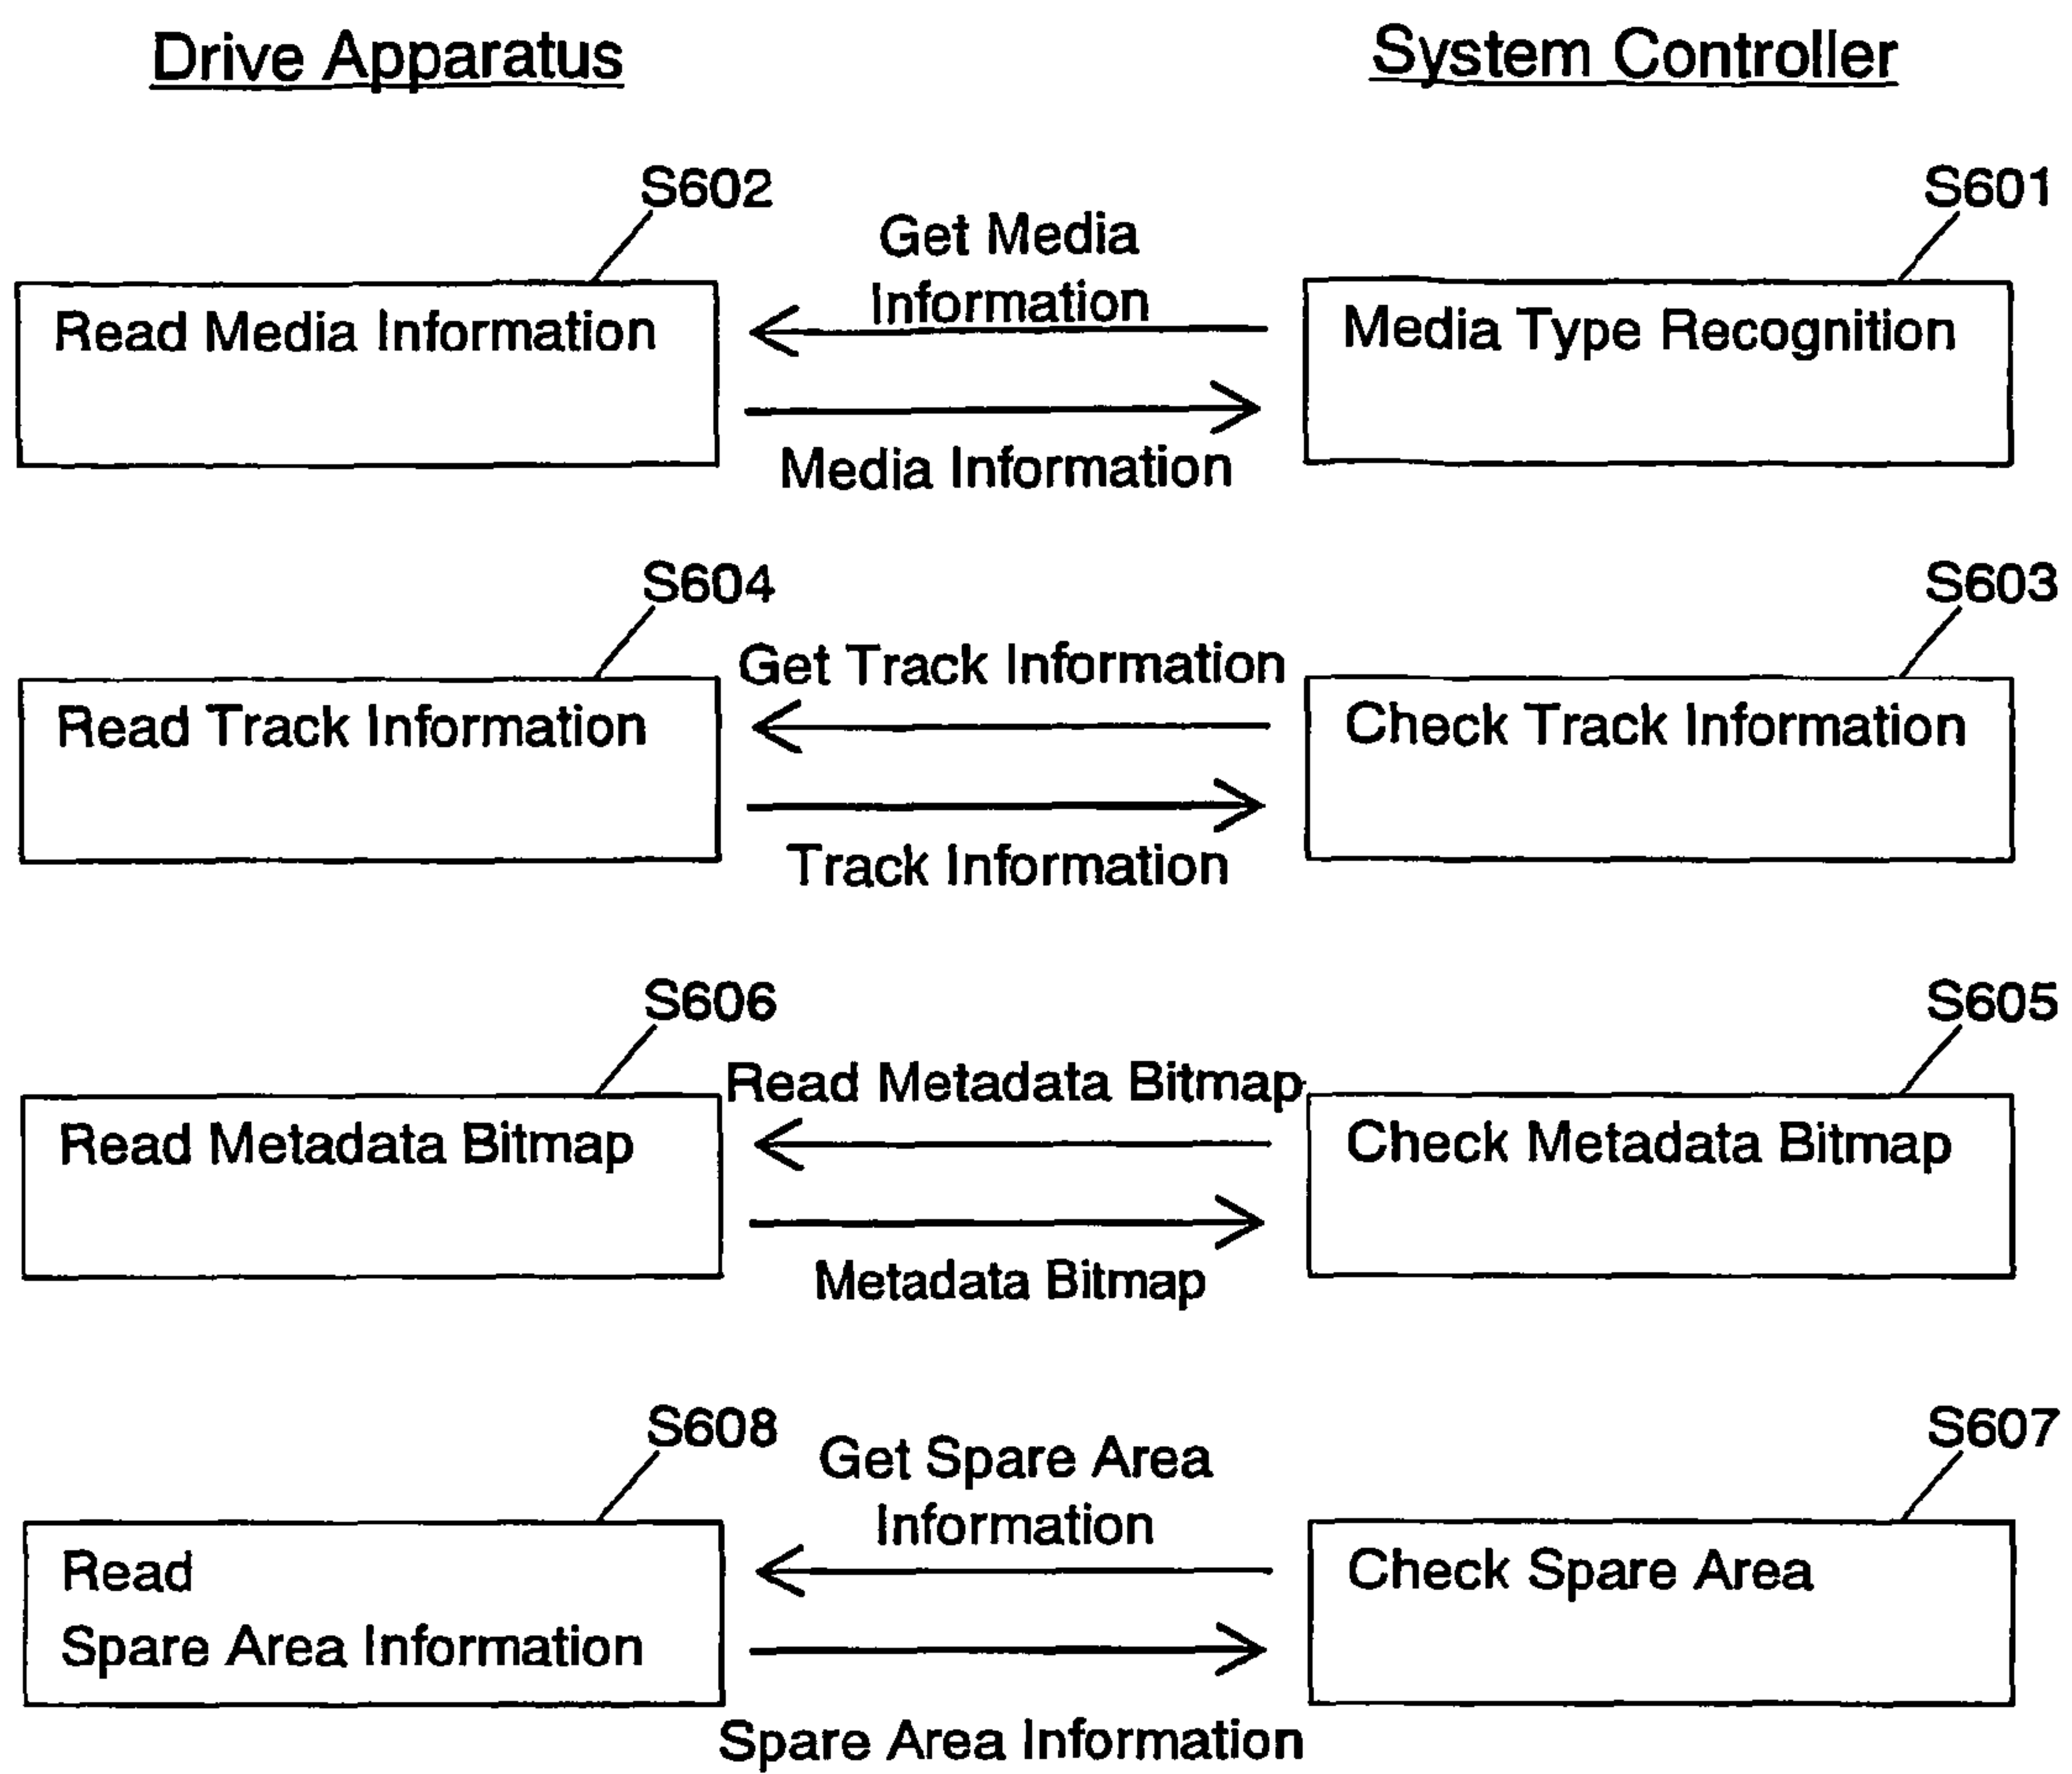 Drive Apparatus
System Controller
S602
S601
Get Media
Information
Read Media Information
Media Type Recognition
Media Information
S604
S603
Get Track Information
Read Track Information
Check Track Information
Track Information
S606
S605
Read Metadata Bitmap
Read Metadata Bitmap
Check Metadata Bitmap
Metadata Bitmap
S608
S607
Get Spare Area
Information
Read
Spare Area Information
Check Spare Area
Spare Area Information